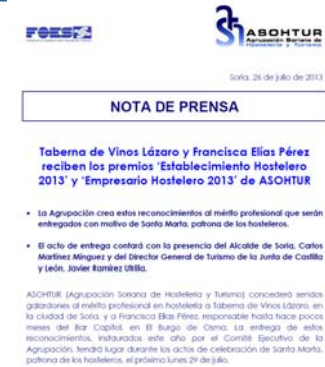 FOES
ASOHTUR
Agrupación Soriana de
Hostelería y Turismo
Soria, 26 de julio de 2013
NOTA DE PRENSA
Taberna de Vinos Lázaro y Francisca Elías Pérez
reciben los premios ‘Establecimiento Hostelero
2013’ y ‘Empresario Hostelero 2013’ de ASOHTUR
• La Agrupación crea estos reconocimientos al mérito profesional que serán
entregados con motivo de Santa Marta, patrona de los hosteleros.
• El acto de entrega contará con la presencia del Alcalde de Soria, Carlos
Martínez Mínguez y del Director General de Turismo de la Junta de Castilla
y León, Javier Ramírez Utrilla.
ASOHTUR (Agrupación Soriana de Hostelería y Turismo) concederá sendos
galardones al mérito profesional en hostelería a Taberna de Vinos Lázaro, en
la ciudad de Soria, y a Francisca Elías Pérez, responsable hasta hace pocos
meses del Bar Capitol, en El Burgo de Osma. La entrega de estos
reconocimientos, instaurados este año por el Comité Ejecutivo de la
Agrupación, tendrá lugar durante los actos de celebración de Santa Marta,
patrona de los hosteleros, el próximo lunes 29 de julio.